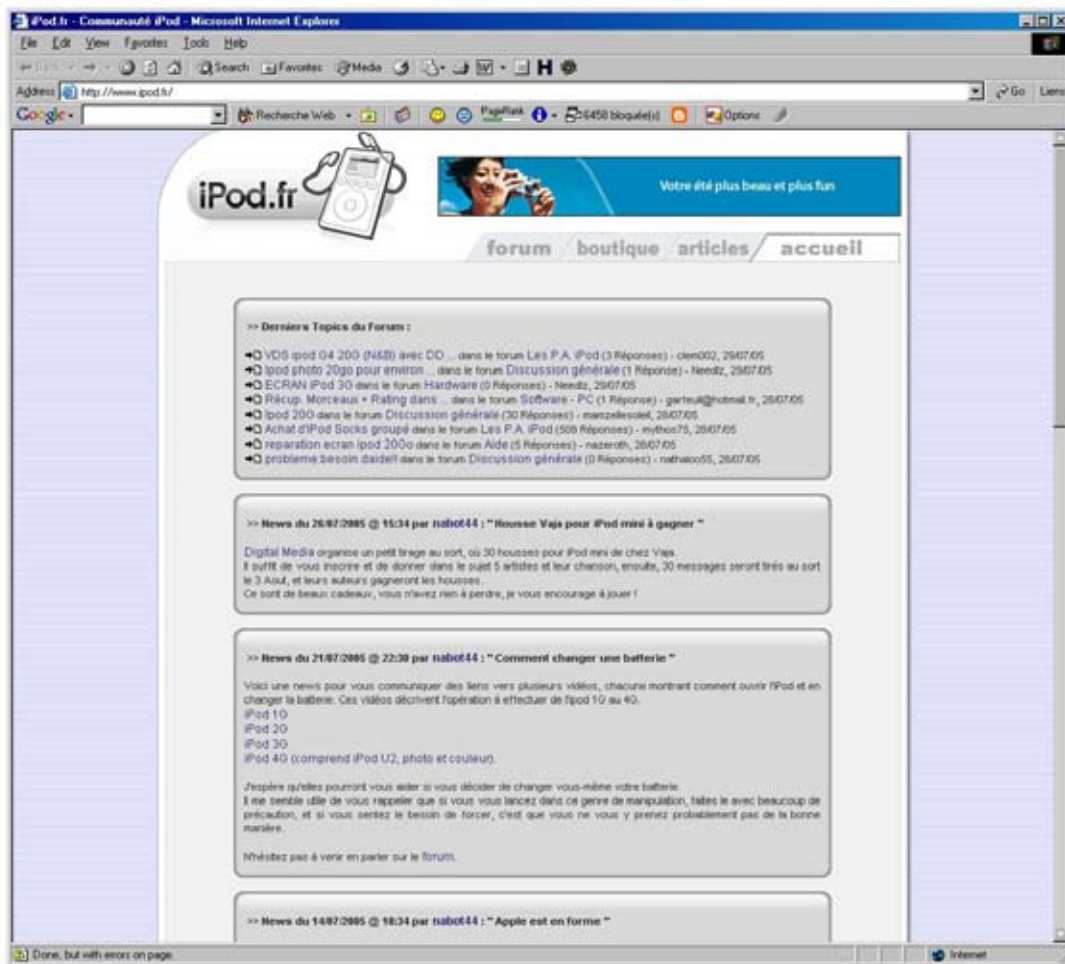 iPod.fr - Communauté iPod - Microsoft Internet Explorer
File Edit View Favorites Tools Help
Search Favorites Media
Address http://www.ipod.fr/ Go Liens
Google Recherche Web PageRank 6458 bloquée(s) Options
iPod.fr
Votre été plus beau et plus fun
forum boutique articles accueil
>> Derniers Topics du Forum :
VDS ipod G4 20G (N&B) avec DD ... dans le forum Les P.A. iPod (3 Réponses) - clem002, 29/07/05
Ipod photo 20go pour environ ... dans le forum Discussion générale (1 Réponse) - Needlz, 29/07/05
ECRAN iPod 3G dans le forum Hardware (0 Réponses) - Needlz, 29/07/05
Récup. Morceaux + Rating dans ... dans le forum Software - PC (1 Réponse) - @hotmail.fr, 28/07/05
Ipod 20G dans le forum Discussion générale (30 Réponses) - mamzellesoleil, 28/07/05
Achat d'iPod Socks groupé dans le forum Les P.A. iPod (509 Réponses) - mythos75, 28/07/05
reparation ecran ipod 20Go dans le forum Aide (5 Réponses) - nazeroth, 28/07/05
probleme besoin daide!! dans le forum Discussion générale (0 Réponses) - 28/07/05
>> News du 26/07/2005 @ 15:34 par nabot44 : " Housse Vaja pour iPod mini à gagner "
Digital Media organise un petit tirage au sort, où 30 housses pour iPod mini de chez Vaja.
Il suffit de vous inscrire et de donner dans le sujet 5 artistes et leur chanson, ensuite, 30 messages seront tirés au sort
le 3 Aout, et leurs auteurs gagneront les housses.
Ce sont de beaux cadeaux, vous n'avez rien à perdre, je vous encourage à jouer !
>> News du 21/07/2005 @ 22:30 par nabot44 : " Comment changer une batterie "
Voici une news pour vous communiquer des liens vers plusieurs vidéos, chacune montrant comment ouvrir l'iPod et en
changer la batterie. Ces vidéos décrivent l'opération à effectuer de l'ipod 1G au 4G.
iPod 1G
iPod 2G
iPod 3G
iPod 4G (comprend iPod U2, photo et couleur).
J'espère qu'elles pourront vous aider si vous décider de changer vous-même votre batterie.
Il me semble utile de vous rappeler que si vous vous lancez dans ce genre de manipulation, faites le avec beaucoup de
précaution, et si vous sentez le besoin de forcer, c'est que vous ne vous y prenez probablement pas de la bonne
manière.
N'hésitez pas à venir en parler sur le forum.
>> News du 14/07/2005 @ 18:34 par nabot44 : " Apple est en forme "
Done, but with errors on page. Internet